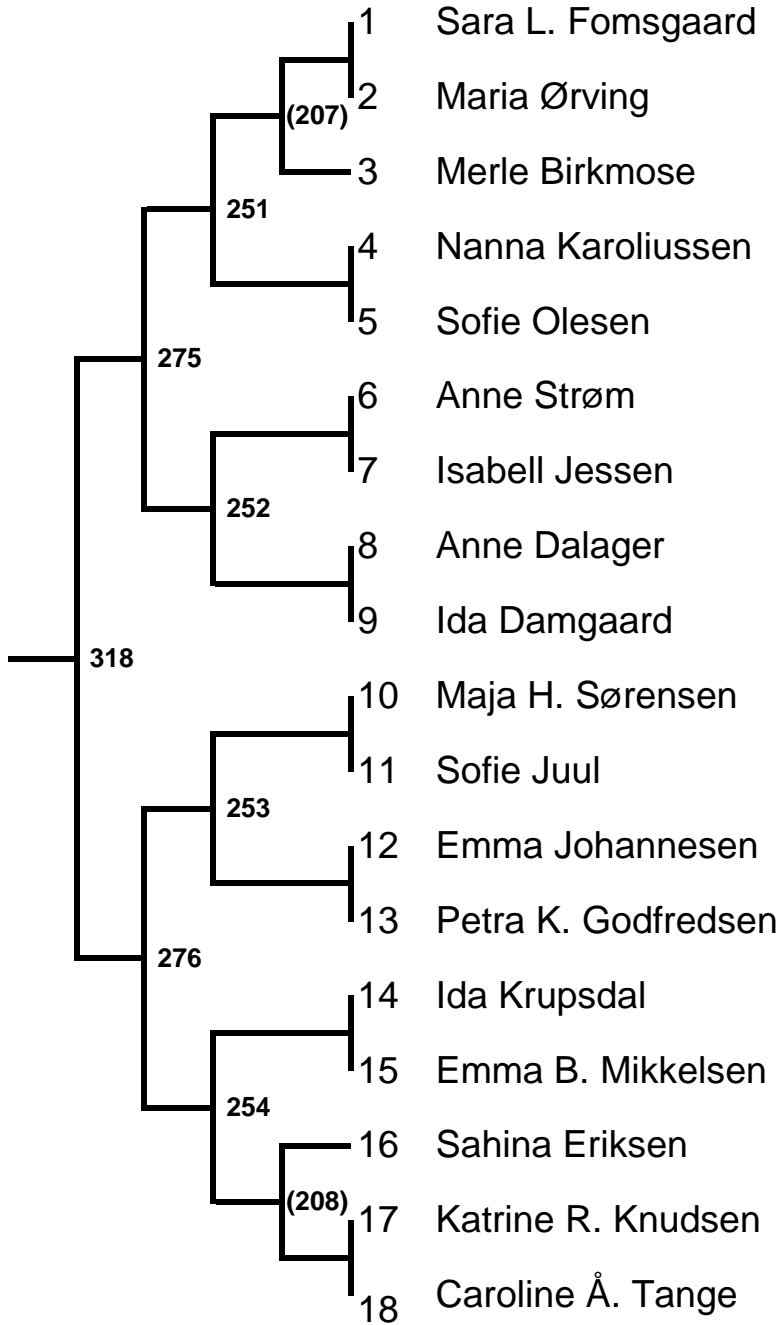 1 Sara L. Fomsgaard
2 Maria Ørving
(207)
3 Merle Birkmose
251
4 Nanna Karoliussen
5 Sofie Olesen
275
6 Anne Strøm
7 Isabell Jessen
252
8 Anne Dalager
9 Ida Damgaard
318
10 Maja H. Sørensen
11 Sofie Juul
253
12 Emma Johannesen
13 Petra K. Godfredsen
276
14 Ida Krupsdal
15 Emma B. Mikkelsen
254
16 Sahina Eriksen
(208)
17 Katrine R. Knudsen
18 Caroline Å. Tange